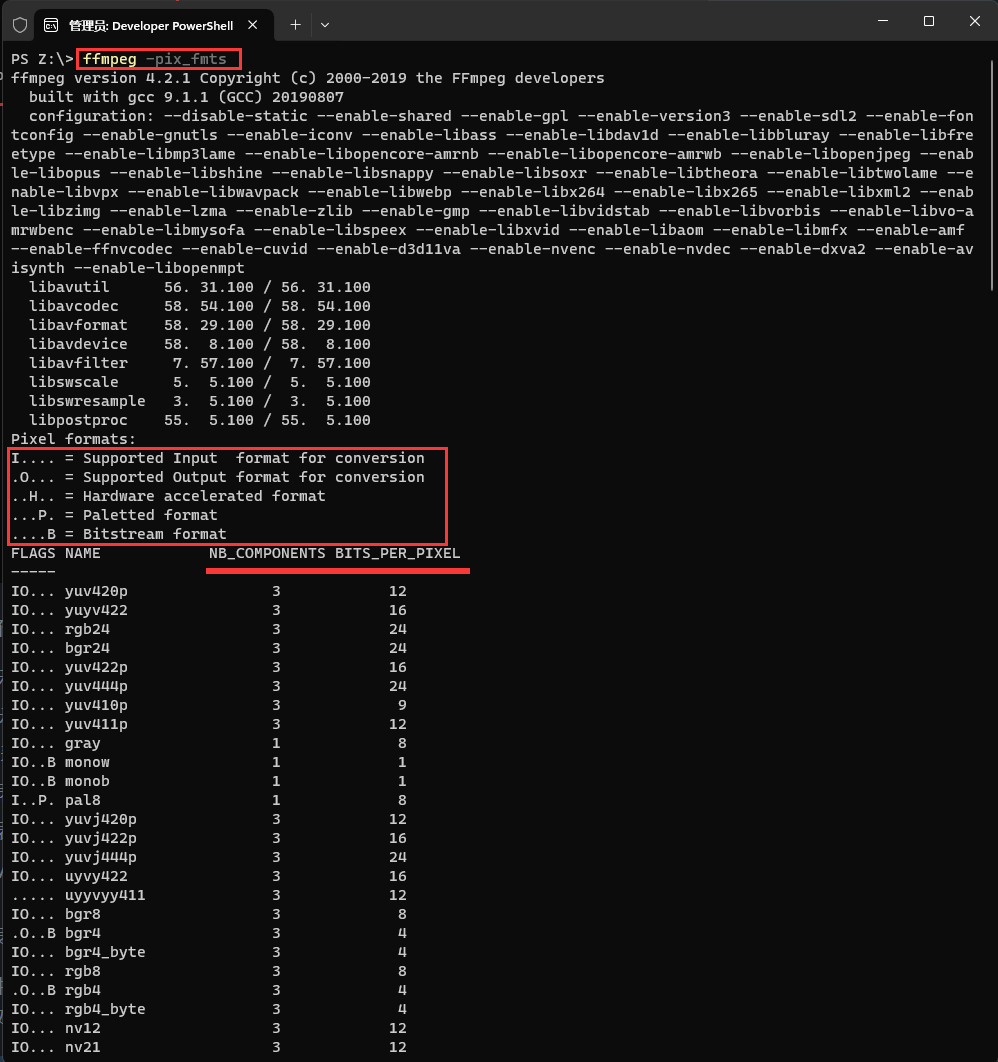 管理员: Developer PowerShell
PS Z:\> ffmpeg -pix_fmts
ffmpeg version 4.2.1 Copyright (c) 2000-2019 the FFmpeg developers
  built with gcc 9.1.1 (GCC) 20190807
  configuration: --disable-static --enable-shared --enable-gpl --enable-version3 --enable-sdl2 --enable-fon
tconfig --enable-gnutls --enable-iconv --enable-libass --enable-libdav1d --enable-libbluray --enable-libfre
etype --enable-libmp3lame --enable-libopencore-amrnb --enable-libopencore-amrwb --enable-libopenjpeg --enab
le-libopus --enable-libshine --enable-libsnappy --enable-libsoxr --enable-libtheora --enable-libtwolame --e
nable-libvpx --enable-libwavpack --enable-libwebp --enable-libx264 --enable-libx265 --enable-libxml2 --enab
le-libzimg --enable-lzma --enable-zlib --enable-gmp --enable-libvidstab --enable-libvorbis --enable-libvo-a
mrwbenc --enable-libmysofa --enable-libspeex --enable-libxvid --enable-libaom --enable-libmfx --enable-amf
--enable-ffnvcodec --enable-cuvid --enable-d3d11va --enable-nvenc --enable-nvdec --enable-dxva2 --enable-av
isynth --enable-libopenmpt
  libavutil      56. 31.100 / 56. 31.100
  libavcodec     58. 54.100 / 58. 54.100
  libavformat    58. 29.100 / 58. 29.100
  libavdevice    58.  8.100 / 58.  8.100
  libavfilter     7. 57.100 /  7. 57.100
  libswscale      5.  5.100 /  5.  5.100
  libswresample   3.  5.100 /  3.  5.100
  libpostproc    55.  5.100 / 55.  5.100
Pixel formats:
I.... = Supported Input  format for conversion
.O... = Supported Output format for conversion
..H.. = Hardware accelerated format
...P. = Paletted format
....B = Bitstream format
FLAGS NAME            NB_COMPONENTS BITS_PER_PIXEL
-----
IO... yuv420p                3            12
IO... yuyv422                3            16
IO... rgb24                  3            24
IO... bgr24                  3            24
IO... yuv422p                3            16
IO... yuv444p                3            24
IO... yuv410p                3             9
IO... yuv411p                3            12
IO... gray                   1             8
IO..B monow                  1             1
IO..B monob                  1             1
I..P. pal8                   1             8
IO... yuvj420p               3            12
IO... yuvj422p               3            16
IO... yuvj444p               3            24
IO... uyvy422                3            16
..... uyyvyy411              3            12
IO... bgr8                   3             8
.O..B bgr4                   3             4
IO... bgr4_byte              3             4
IO... rgb8                   3             8
.O..B rgb4                   3             4
IO... rgb4_byte              3             4
IO... nv12                   3            12
IO... nv21                   3            12